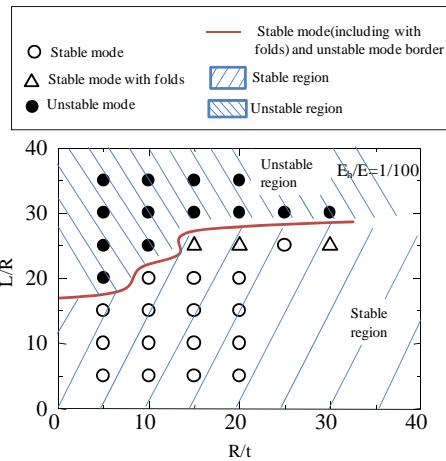 Stable mode
Stable mode with folds
Unstable mode
Stable mode(including with
folds) and unstable mode border
Stable region
Unstable region
40
30
20
10
0
L/R
Unstable
region
Eh/E=1/100
Stable
region
0
10
20
30
40
R/t